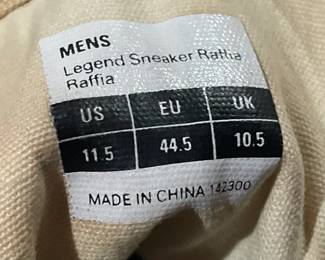 MENS
Legend Sneaker Raffia
Raffia
US EU UK
11.5 44.5 10.5
MADE IN CHINA 142300